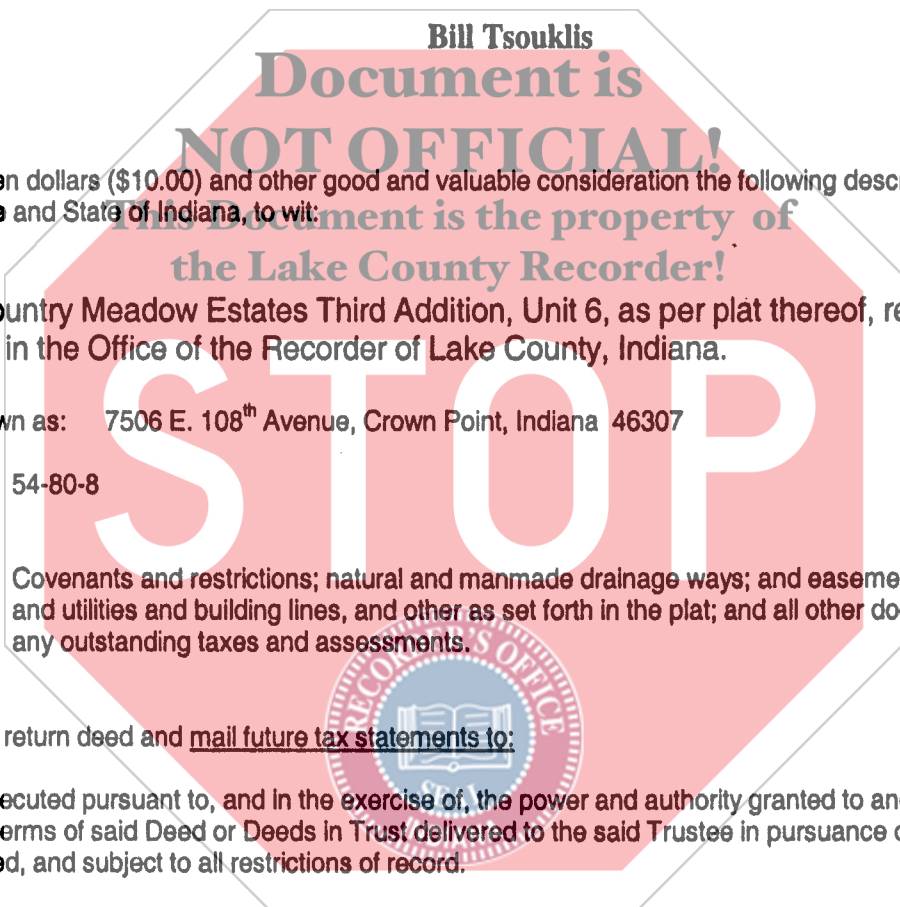 Bill Tsouklis
Document is
NOT OFFICIAL!
en dollars ($10.00) and other good and valuable consideration the following desc
e and State of Indiana, to wit:
This Document is the property of
the Lake County Recorder!
ountry Meadow Estates Third Addition, Unit 6, as per plat thereof, re
in the Office of the Recorder of Lake County, Indiana.
STOP
wn as: 7506 E. 108th Avenue, Crown Point, Indiana 46307
54-80-8
Covenants and restrictions; natural and manmade drainage ways; and easeme
and utilities and building lines, and other as set forth in the plat; and all other do
any outstanding taxes and assessments.
RECORDER'S OFFICE
return deed and mail future tax statements to:
SEAL
ecuted pursuant to, and in the exercise of, the power and authority granted to an
erms of said Deed or Deeds in Trust delivered to the said Trustee in pursuance o
ed, and subject to all restrictions of record.